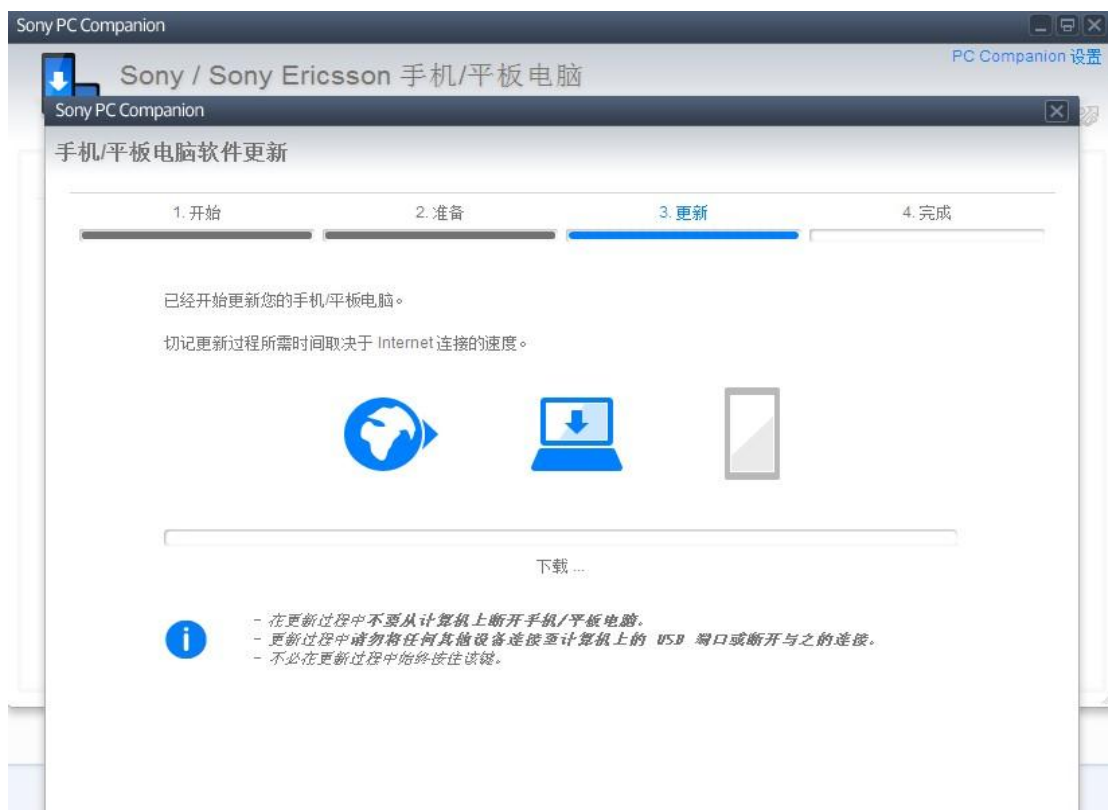 Sony PC Companion
PC Companion 设置
Sony / Sony Ericsson 手机/平板电脑
Sony PC Companion
手机/平板电脑软件更新
1. 开始
2. 准备
3. 更新
4. 完成
已经开始更新您的手机/平板电脑。
切记更新过程所需时间取决于 Internet 连接的速度。
下载 ...
- 在更新过程中不要从计算机上断开手机/平板电脑。
- 更新过程中请勿将任何其他设备连接至计算机上的 USB 端口或断开与之的连接。
- 不必在更新过程中始终按住该键。